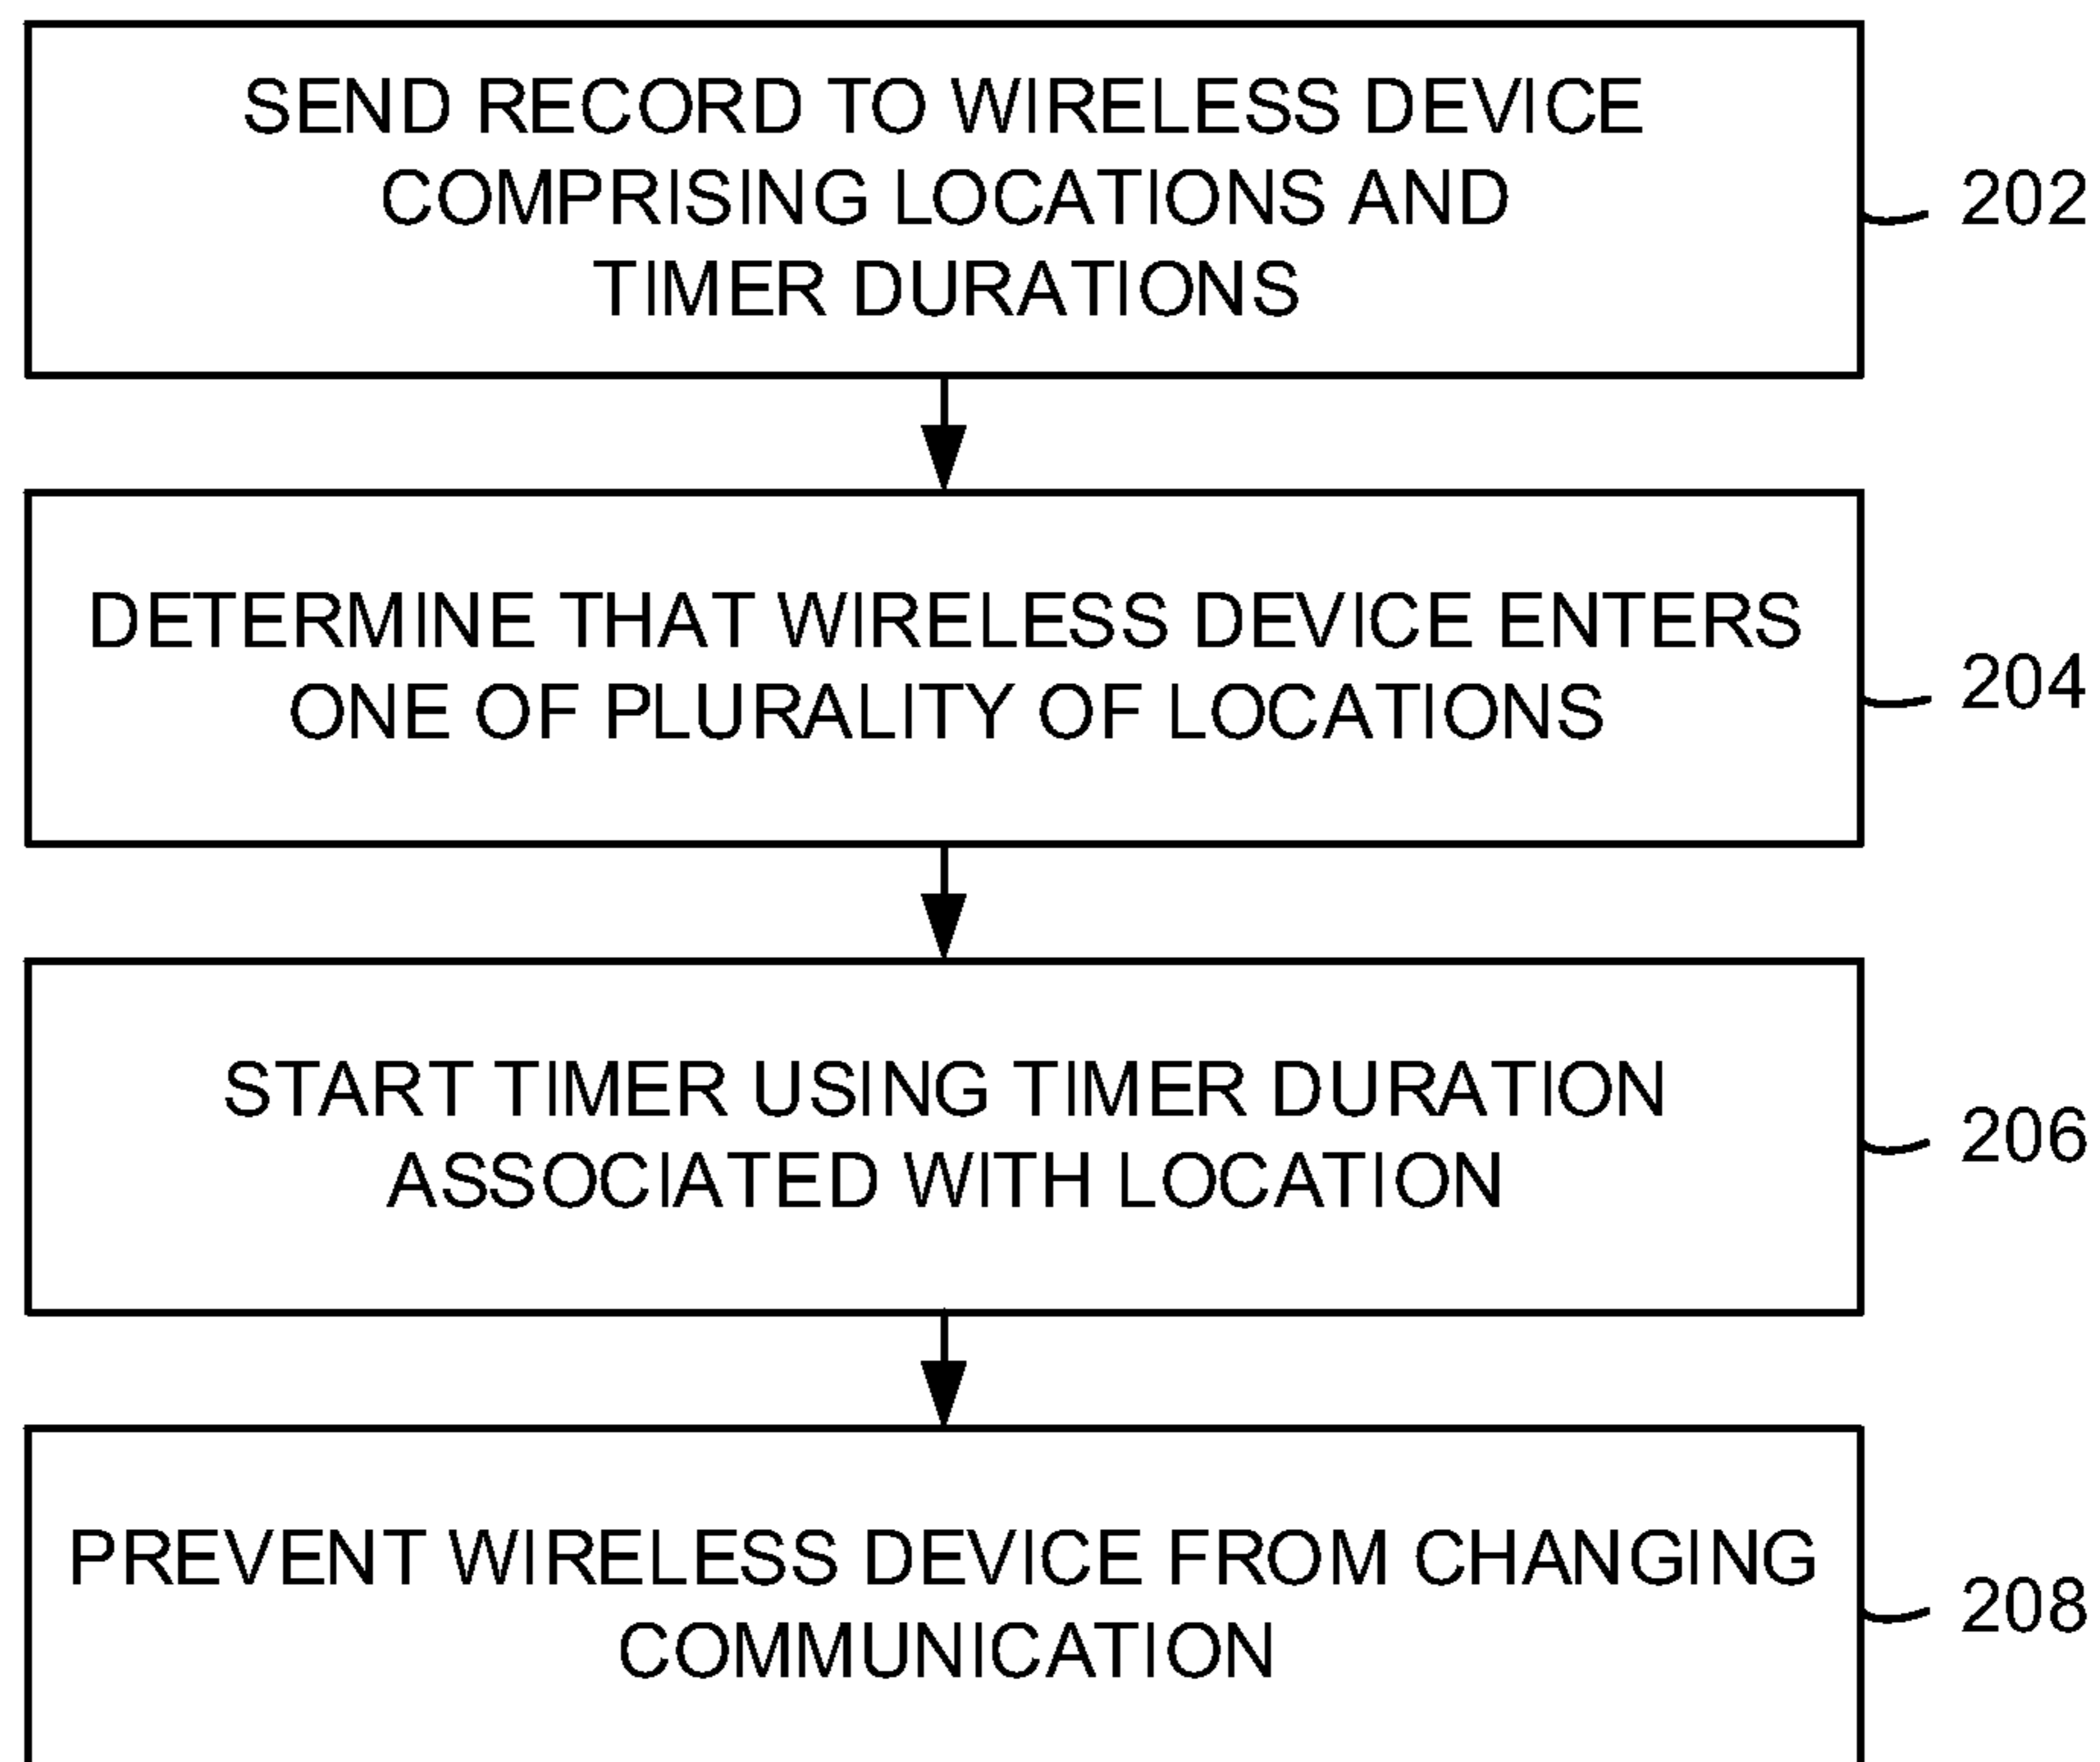 SEND RECORD TO WIRELESS DEVICE
COMPRISING LOCATIONS AND
TIMER DURATIONS
202
DETERMINE THAT WIRELESS DEVICE ENTERS
ONE OF PLURALITY OF LOCATIONS
204
START TIMER USING TIMER DURATION
ASSOCIATED WITH LOCATION
206
PREVENT WIRELESS DEVICE FROM CHANGING
COMMUNICATION
208